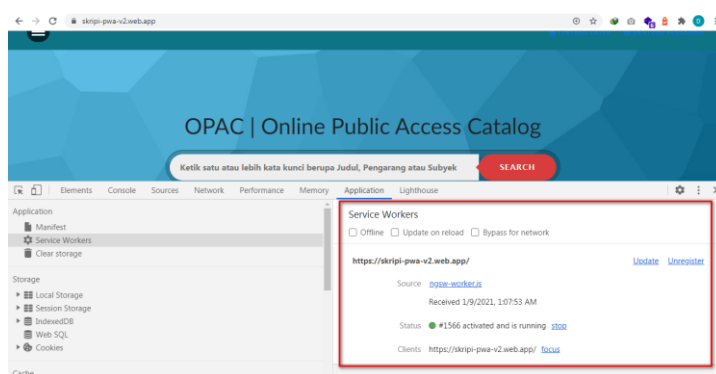 skripi-pwa-v2.web.app
OPAC | Online Public Access Catalog
Ketik satu atau lebih kata kunci berupa Judul, Pengarang atau Subyek
SEARCH
Elements Console Sources Network Performance Memory Application Lighthouse
Application
Manifest
Service Workers
Clear storage
Storage
Local Storage
Session Storage
IndexedDB
Web SQL
Cookies
Cache
Service Workers
Offline Update on reload Bypass for network
https://skripi-pwa-v2.web.app/ Update Unregister
Source ngsw-worker.js
Received 1/9/2021, 1:07:53 AM
Status #1566 activated and is running stop
Clients https://skripi-pwa-v2.web.app/ focus